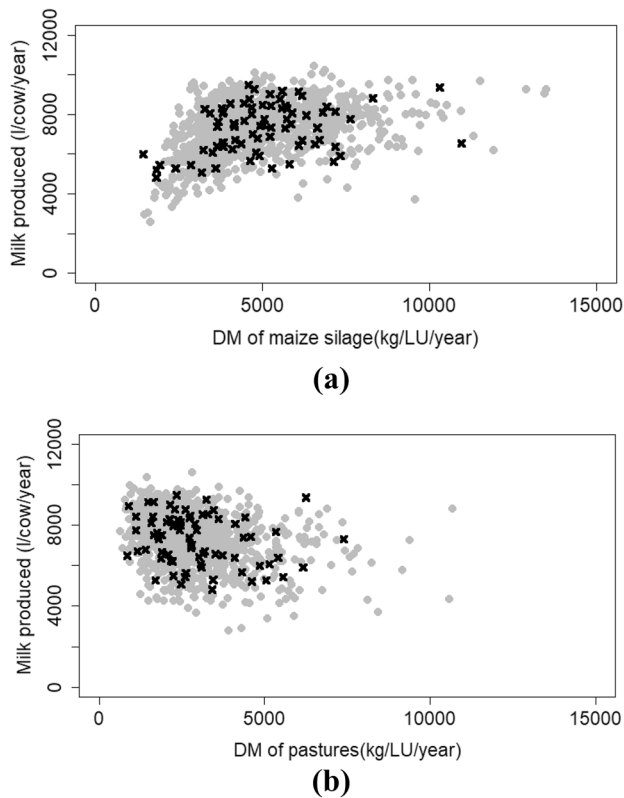 12000
8000
4000
0
Milk produced (l/cow/year)
0 5000 10000 15000
DM of maize silage(kg/LU/year)
(a)
12000
8000
4000
0
Milk produced (l/cow/year)
0 5000 10000 15000
DM of pastures(kg/LU/year)
(b)